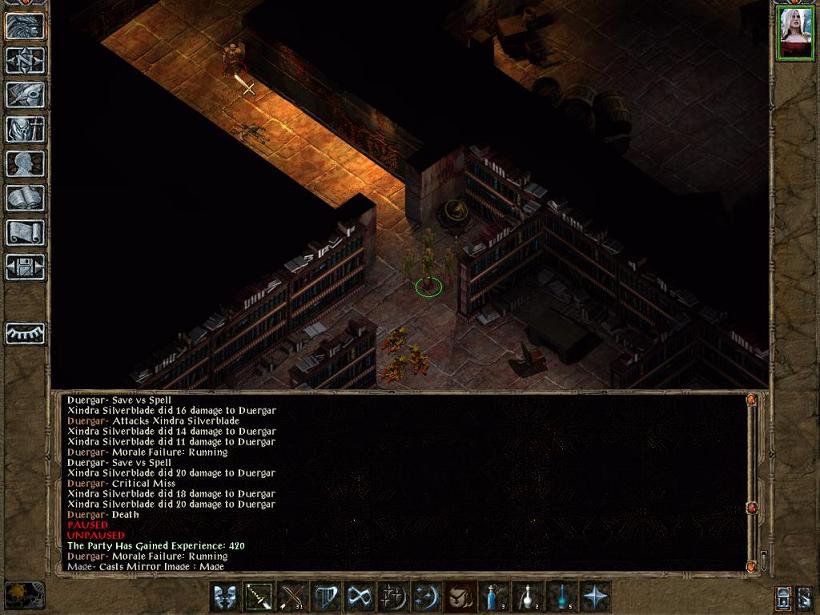 Duergar- Save vs Spell
Xindra Silverblade did 16 damage to Duergar
Duergar- Attacks Xindra Silverblade
Xindra Silverblade did 14 damage to Duergar
Xindra Silverblade did 11 damage to Duergar
Duergar- Morale Failure: Running
Duergar- Save vs Spell
Xindra Silverblade did 20 damage to Duergar
Duergar- Critical Miss
Xindra Silverblade did 18 damage to Duergar
Xindra Silverblade did 20 damage to Duergar
Duergar- Death
PAUSED
UNPAUSED
The Party Has Gained Experience: 420
Duergar- Morale Failure: Running
Mage- Casts Mirror Image : Mage